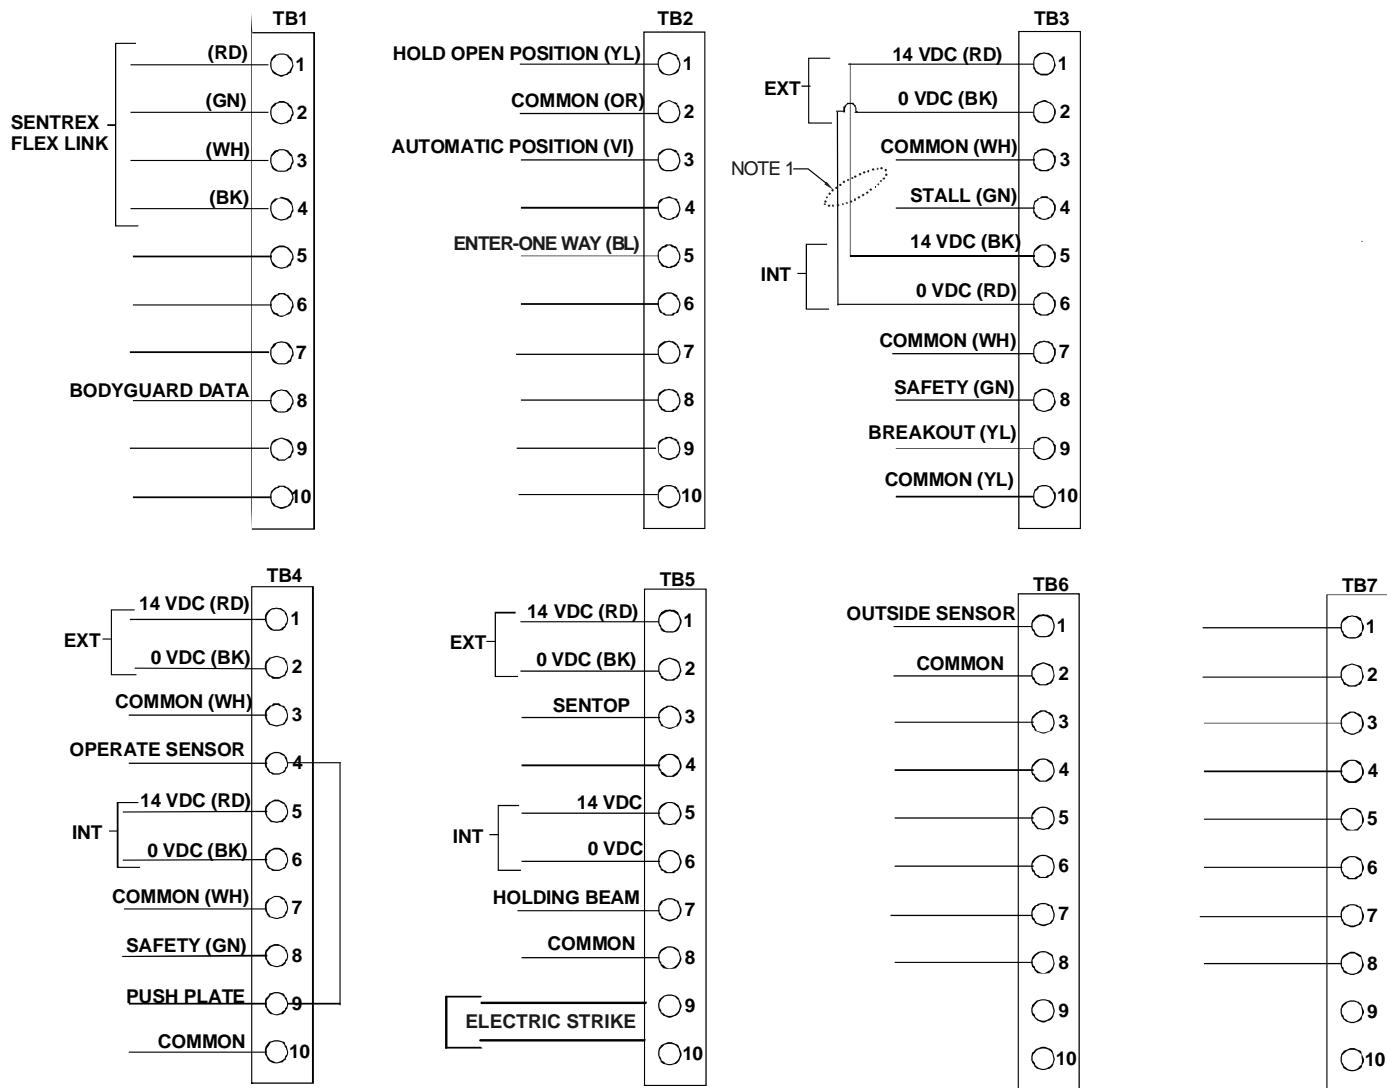 TB1
SENTREX
FLEX LINK
(RD)
1
(GN)
2
(WH)
3
(BK)
4
5
6
7
BODYGUARD DATA
8
9
10
TB2
HOLD OPEN POSITION (YL)
1
COMMON (OR)
2
AUTOMATIC POSITION (VI)
3
4
ENTER-ONE WAY (BL)
5
6
7
8
9
10
TB3
EXT
14 VDC (RD)
1
0 VDC (BK)
2
COMMON (WH)
3
NOTE 1
STALL (GN)
4
INT
14 VDC (BK)
5
0 VDC (RD)
6
COMMON (WH)
7
SAFETY (GN)
8
BREAKOUT (YL)
9
COMMON (YL)
10
TB4
EXT
14 VDC (RD)
1
0 VDC (BK)
2
COMMON (WH)
3
OPERATE SENSOR
4
INT
14 VDC (RD)
5
0 VDC (BK)
6
COMMON (WH)
7
SAFETY (GN)
8
PUSH PLATE
9
COMMON
10
TB5
EXT
14 VDC (RD)
1
0 VDC (BK)
2
SENTOP
3
4
INT
14 VDC
5
0 VDC
6
HOLDING BEAM
7
COMMON
8
ELECTRIC STRIKE
9
10
TB6
OUTSIDE SENSOR
1
COMMON
2
3
4
5
6
7
8
9
10
TB7
1
2
3
4
5
6
7
8
9
10